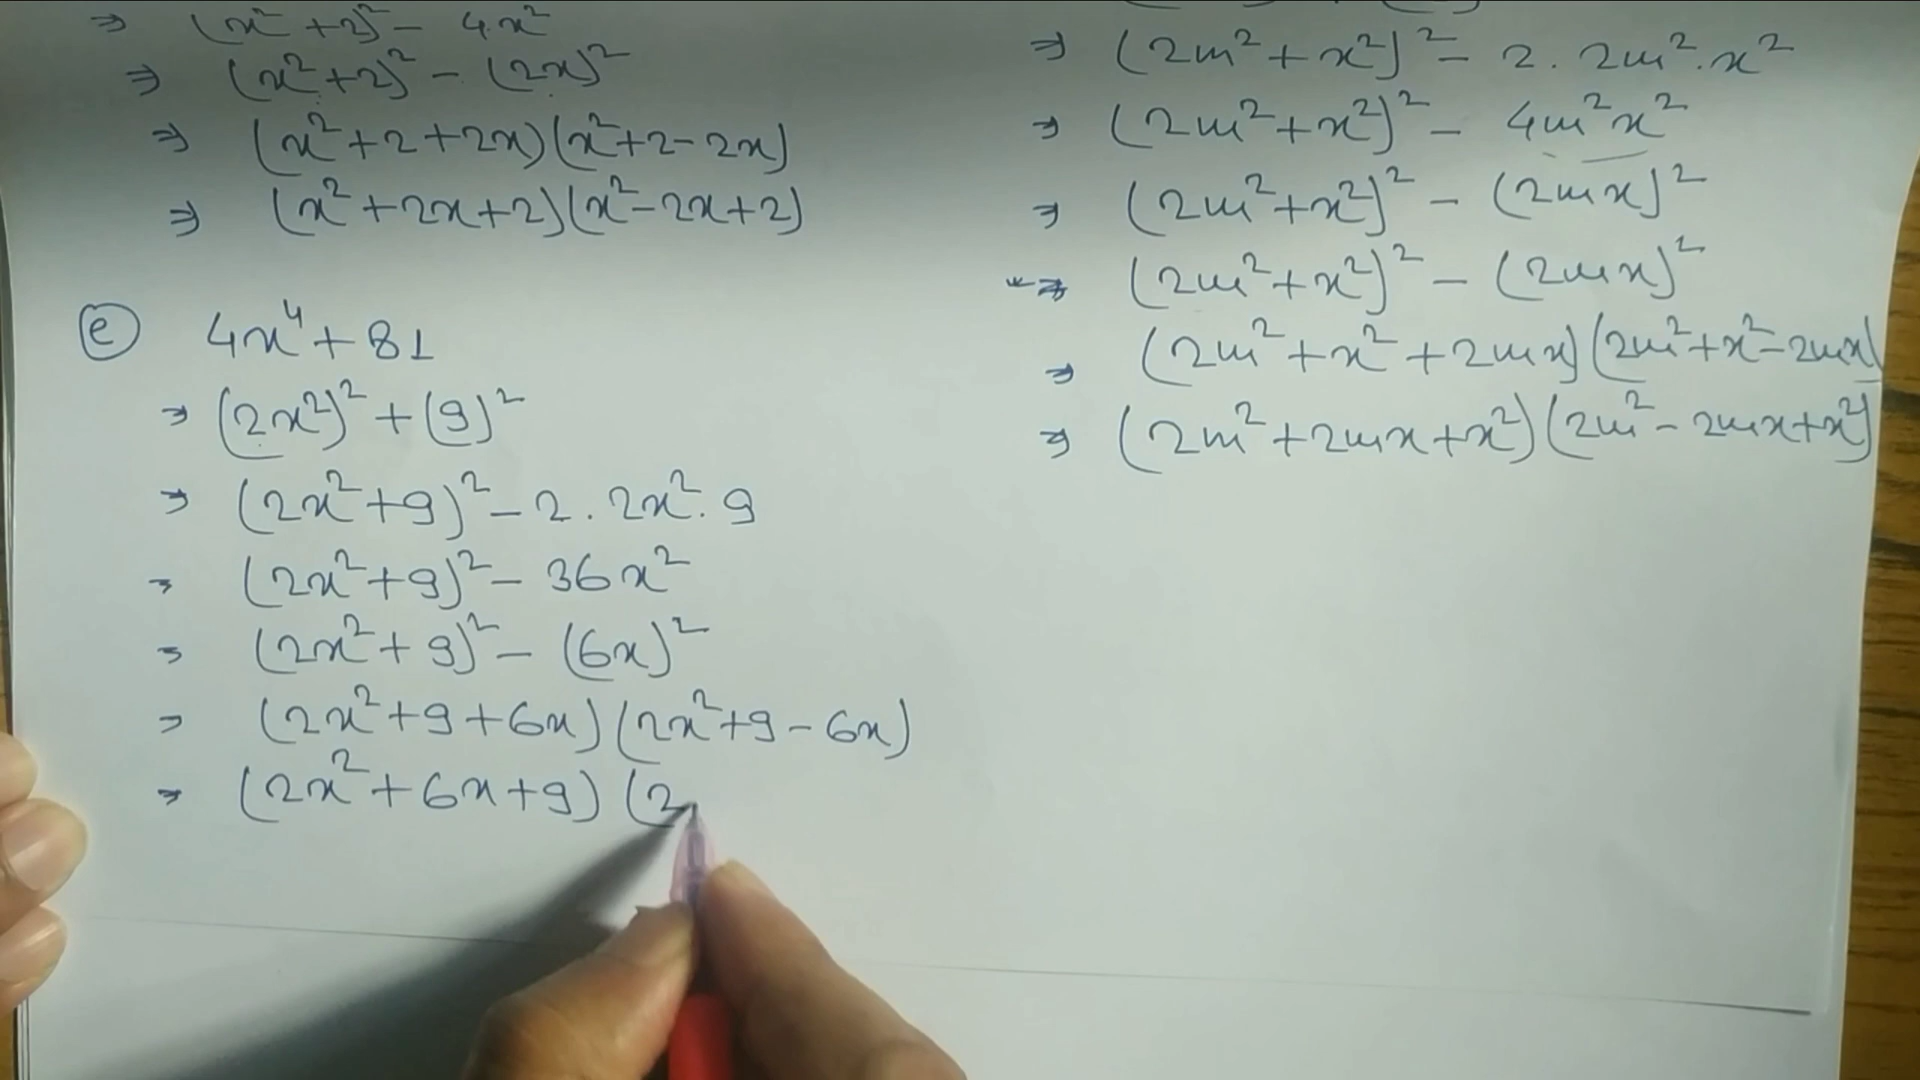 ⇒ (x² + 2)² - 4.x²
⇒ (x² + 2)² - (2x)²
⇒ (x² + 2 + 2x)(x² + 2 - 2x)
⇒ (x² + 2x + 2)(x² - 2x + 2)
ⓔ 4x⁴ + 81
⇒ (2x²)² + (9)²
⇒ (2x² + 9)² - 2 . 2x² . 9
⇒ (2x² + 9)² - 36x²
⇒ (2x² + 9)² - (6x)²
⇒ (2x² + 9 + 6x)(2x² + 9 - 6x)
⇒ (2x² + 6x + 9)(2
⇒ (2m² + x²)² - 2 . 2m² . x²
⇒ (2m² + x²)² - 4m²x²
⇒ (2m² + x²)² - (2mx)²
⇒ (2m² + x²)² - (2mx)²
⇒ (2m² + x² + 2mx)(2m² + x² - 2mx)
⇒ (2m² + 2mx + x²)(2m² - 2mx + x²)